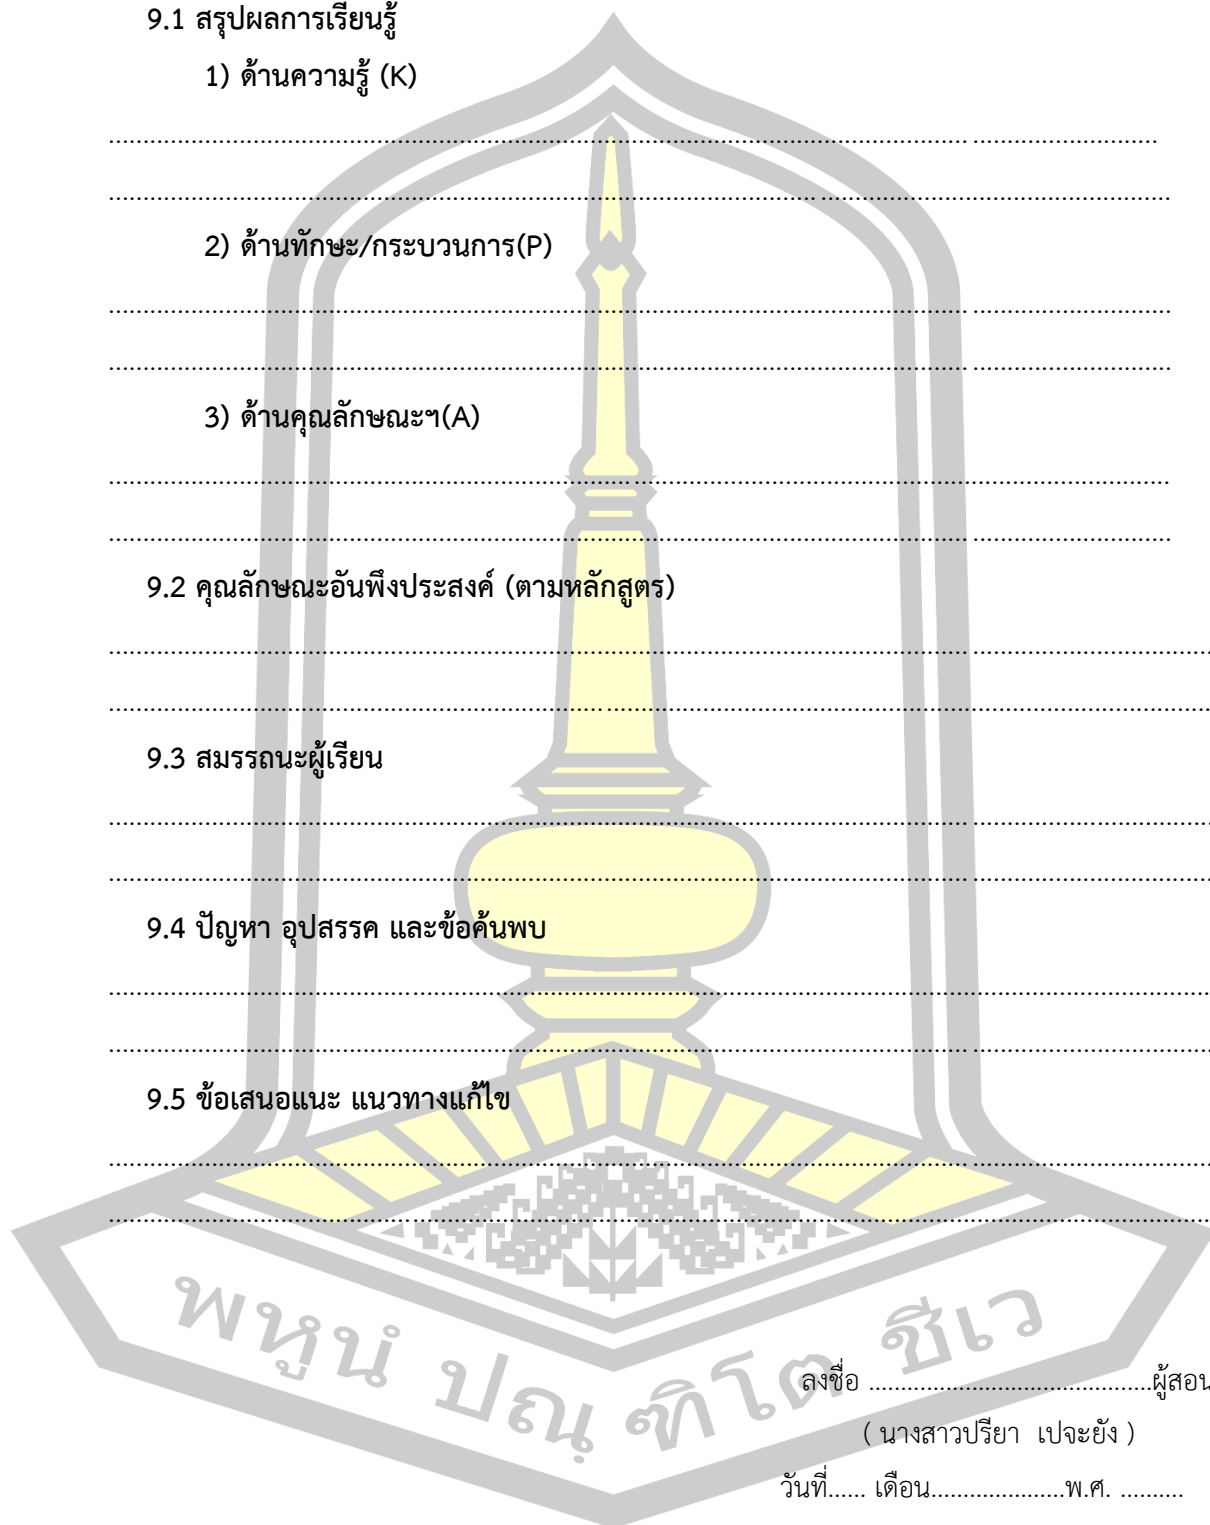 9.1 สรุปผลการเรียนรู้
1) ด้านความรู้ (K)
....................................................................................................................................................... ................................
............................................................................................................................ ..............................................................
2) ด้านทักษะ/กระบวนการ(P)
....................................................................................................................................................... ..................................
....................................................................................................................................................... ..................................
3) ด้านคุณลักษณะฯ(A)
..........................................................................................................................................................................................
....................................................................................................................................................... ..................................
9.2 คุณลักษณะอันพึงประสงค์ (ตามหลักสูตร)
....................................................................................................................................................... .........................................
....................................................................................... .........................................................................................................
9.3 สมรรถนะผู้เรียน
....................................................................................................................................................... .........................................
....................................................................................................................................................... .........................................
9.4 ปัญหา อุปสรรค และข้อค้นพบ
..................................................... ...........................................................................................................................................
....................................................................................................................................................... .........................................
9.5 ข้อเสนอแนะ แนวทางแก้ไข
....................................................................................................................................................... .........................................
................................................................................................................................................................................................
พหูนํ ปณฺฑิโต ชีเว
ลงชื่อ .............................................ผู้สอน
( นางสาวปรียา เปจะยัง )
วันที่...... เดือน.....................พ.ศ. ..........